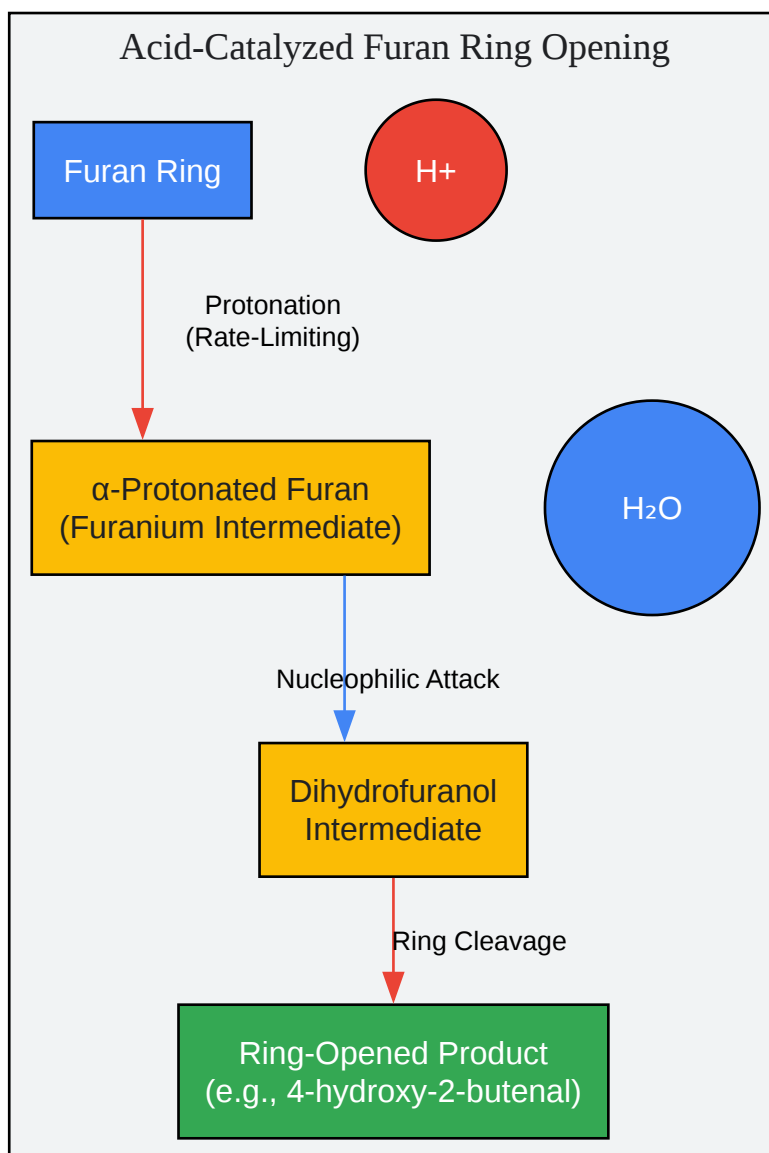 Acid-Catalyzed Furan Ring Opening
Furan Ring
H+
Protonation
(Rate-Limiting)
α-Protonated Furan
(Furanium Intermediate)
H₂O
Nucleophilic Attack
Dihydrofuranol
Intermediate
Ring Cleavage
Ring-Opened Product
(e.g., 4-hydroxy-2-butenal)